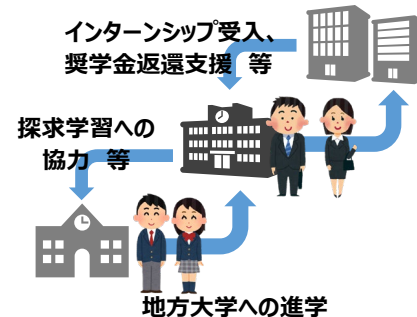 インターンシップ受入、
奨学金返還支援 等
探求学習への
協力 等
地方大学への進学